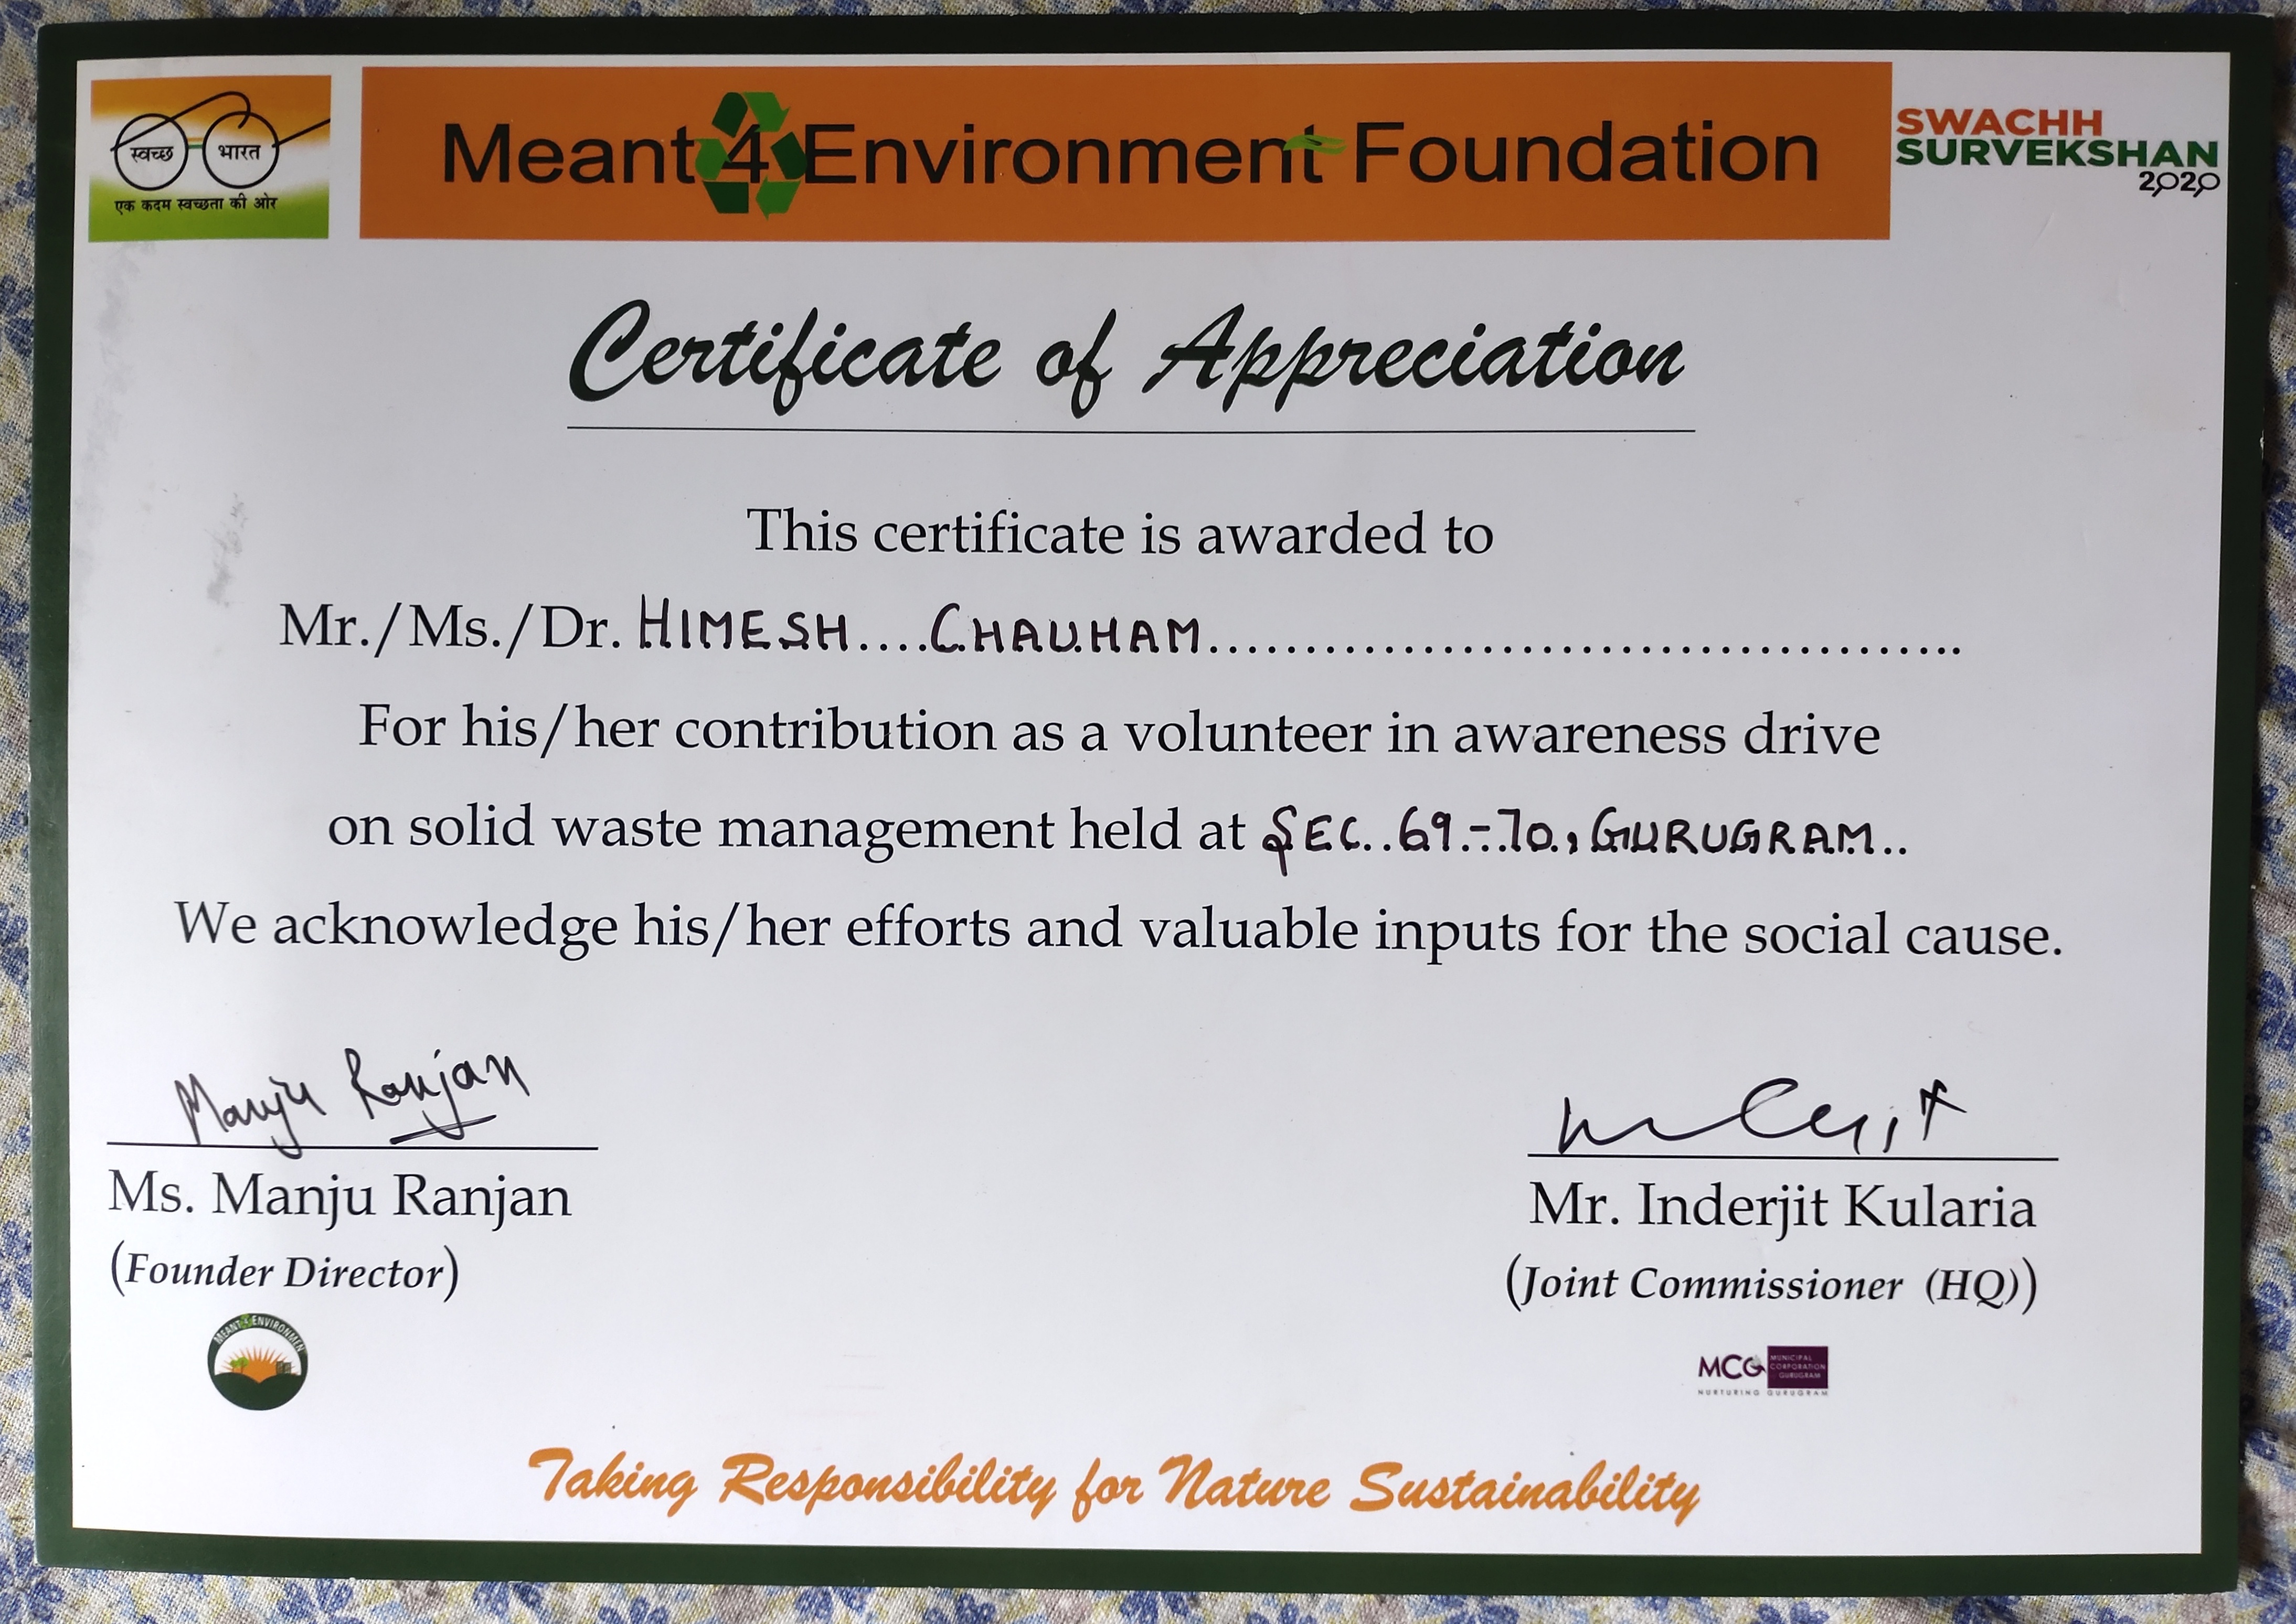 स्वच्छ भारत
एक कदम स्वच्छता की ओर
Meant 4 Environment Foundation
SWACHH
SURVEKSHAN
2020
Certificate of Appreciation
This certificate is awarded to
Mr./Ms./Dr. HIMESH....CHAUHAM......................................
For his/her contribution as a volunteer in awareness drive
on solid waste management held at SEC..69.-.70., GURUGRAM..
We acknowledge his/her efforts and valuable inputs for the social cause.
Manju Ranjan
Ms. Manju Ranjan
(Founder Director)
MEANT 4 ENVIRONMEN
Mr. Inderjit Kularia
(Joint Commissioner (HQ))
MCG MUNICIPAL
CORPORATION
GURUGRAM
NURTURING GURUGRAM
Taking Responsibility for Nature Sustainability